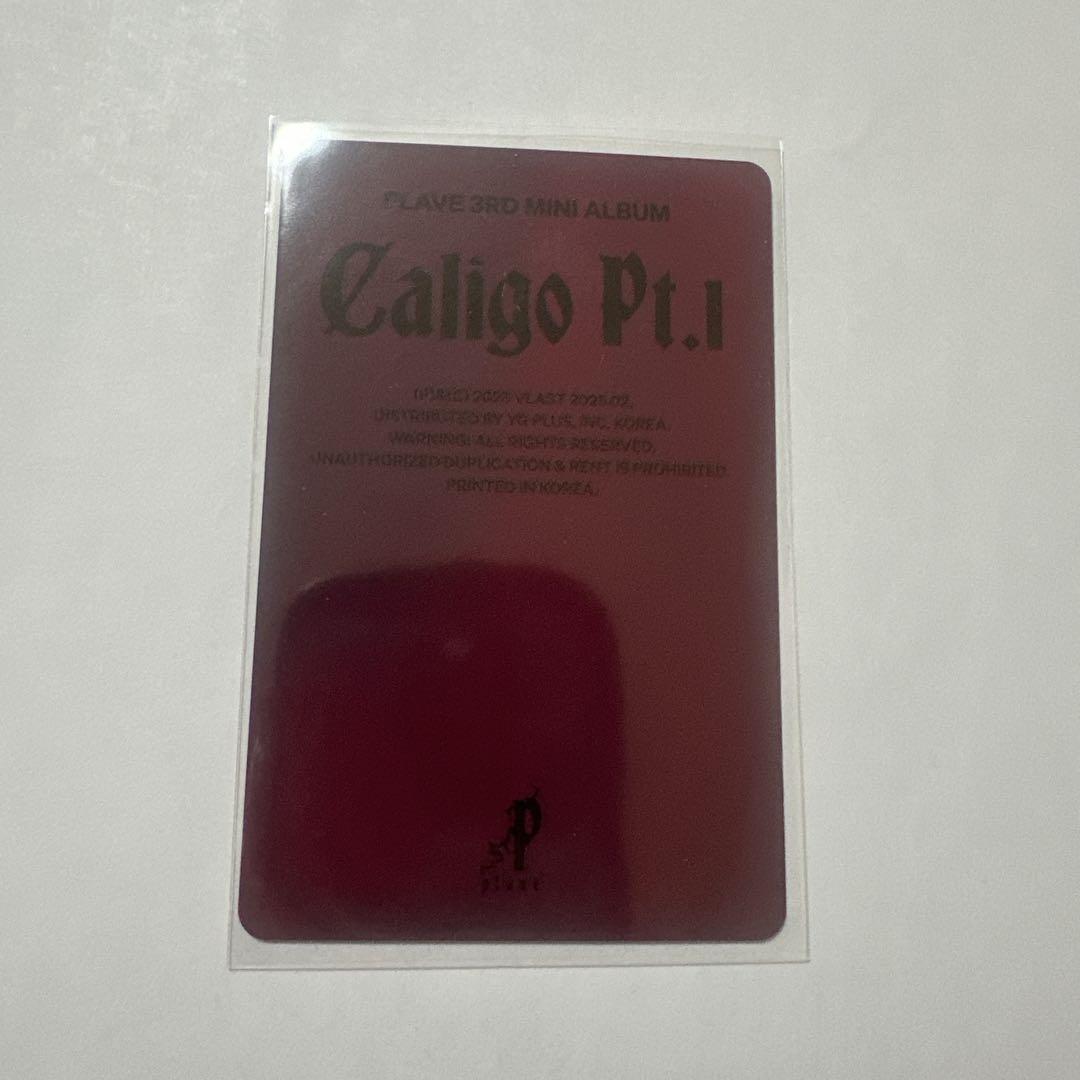 PLAVE 3RD MINI ALBUM
Caligo Pt.1
2025 VLAST 2025.02.
DISTRIBUTED BY YG PLUS, INC. KOREA.
WARNING: ALL RIGHTS RESERVED.
UNAUTHORIZED DUPLICATION & RENT IS PROHIBITED
PRINTED IN KOREA.
P
plave